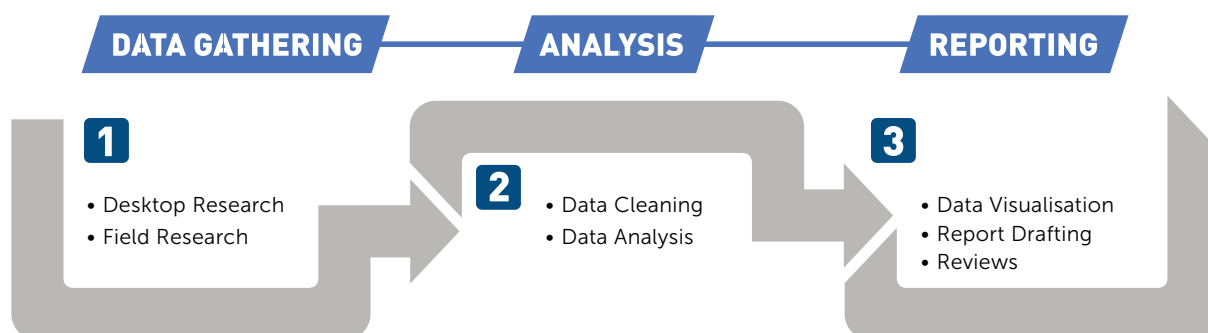 DATA GATHERING
ANALYSIS
REPORTING
1
• Desktop Research
• Field Research
2
• Data Cleaning
• Data Analysis
3
• Data Visualisation
• Report Drafting
• Reviews